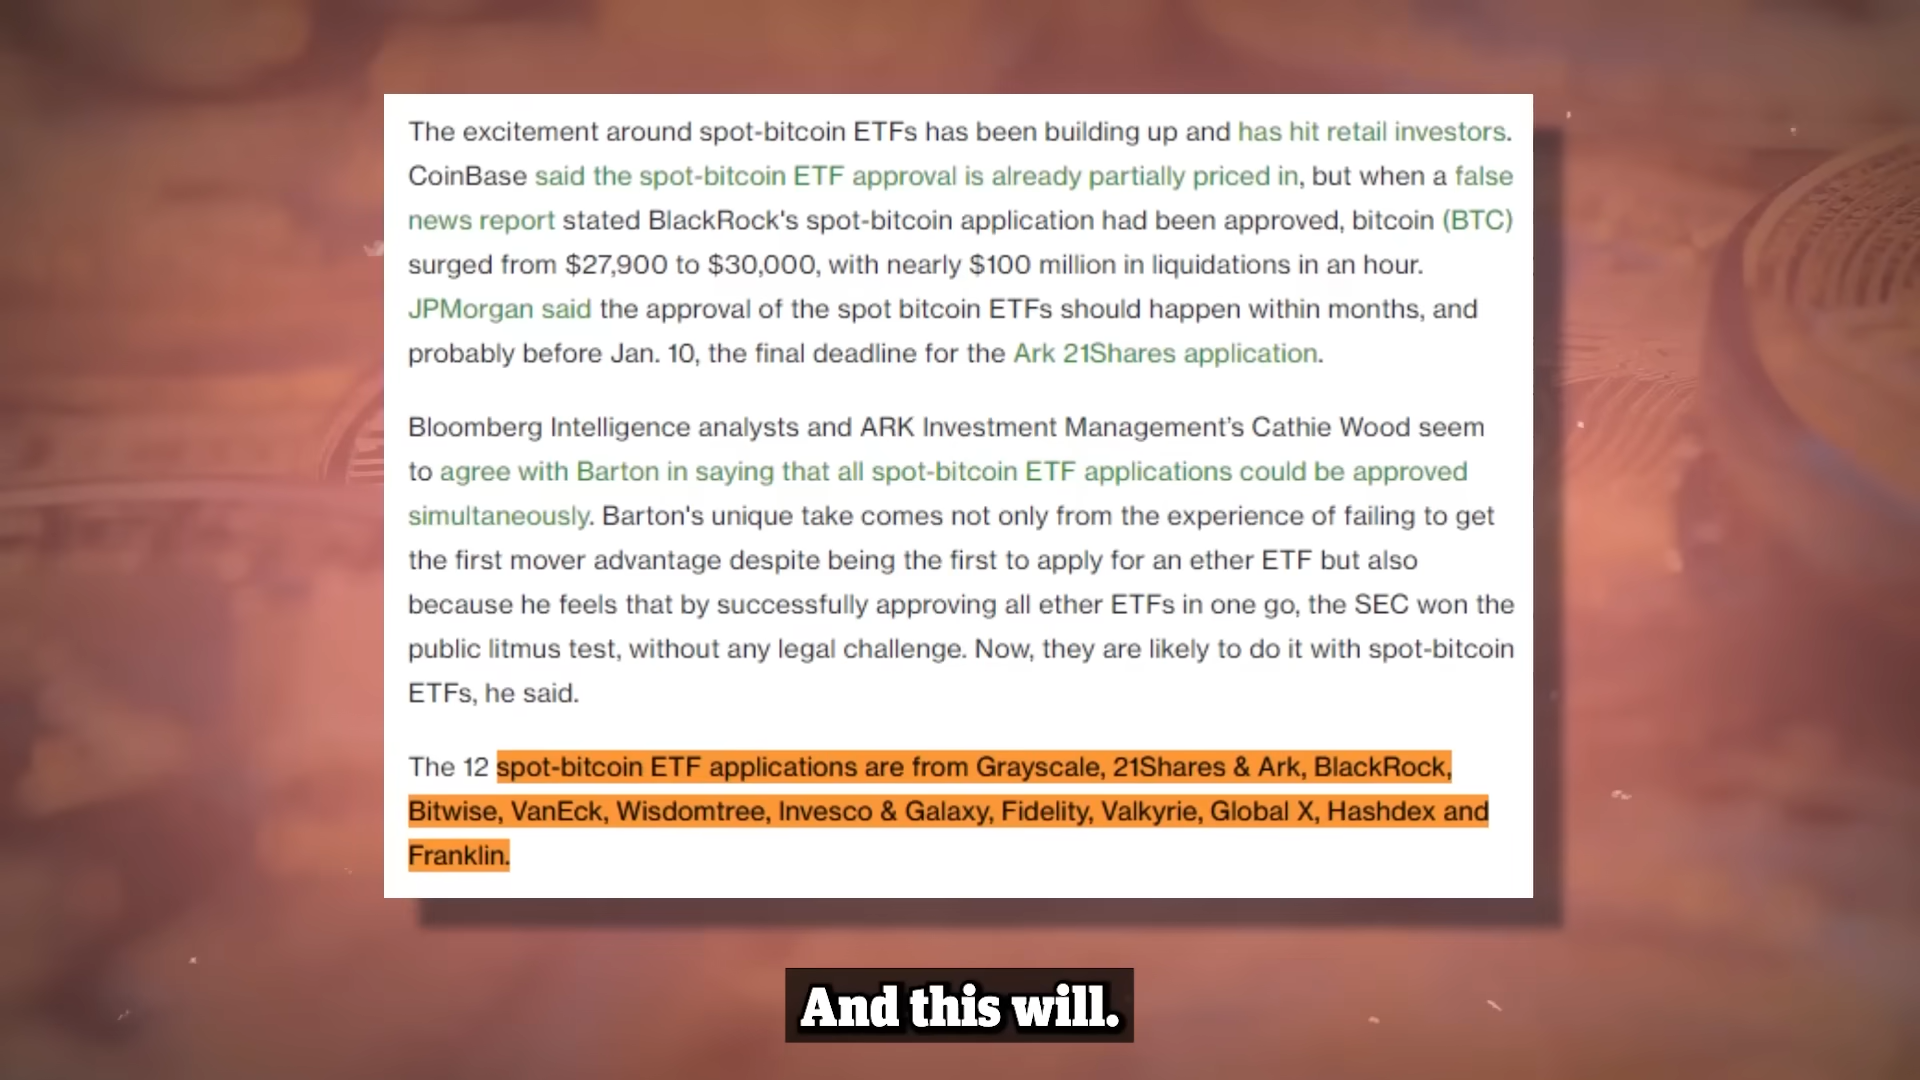 The excitement around spot-bitcoin ETFs has been building up and has hit retail investors.
CoinBase said the spot-bitcoin ETF approval is already partially priced in, but when a false
news report stated BlackRock's spot-bitcoin application had been approved, bitcoin (BTC)
surged from $27,900 to $30,000, with nearly $100 million in liquidations in an hour.
JPMorgan said the approval of the spot bitcoin ETFs should happen within months, and
probably before Jan. 10, the final deadline for the Ark 21Shares application.
Bloomberg Intelligence analysts and ARK Investment Management’s Cathie Wood seem
to agree with Barton in saying that all spot-bitcoin ETF applications could be approved
simultaneously. Barton's unique take comes not only from the experience of failing to get
the first mover advantage despite being the first to apply for an ether ETF but also
because he feels that by successfully approving all ether ETFs in one go, the SEC won the
public litmus test, without any legal challenge. Now, they are likely to do it with spot-bitcoin
ETFs, he said.
The 12 spot-bitcoin ETF applications are from Grayscale, 21Shares & Ark, BlackRock,
Bitwise, VanEck, Wisdomtree, Invesco & Galaxy, Fidelity, Valkyrie, Global X, Hashdex and
Franklin.
And this will.